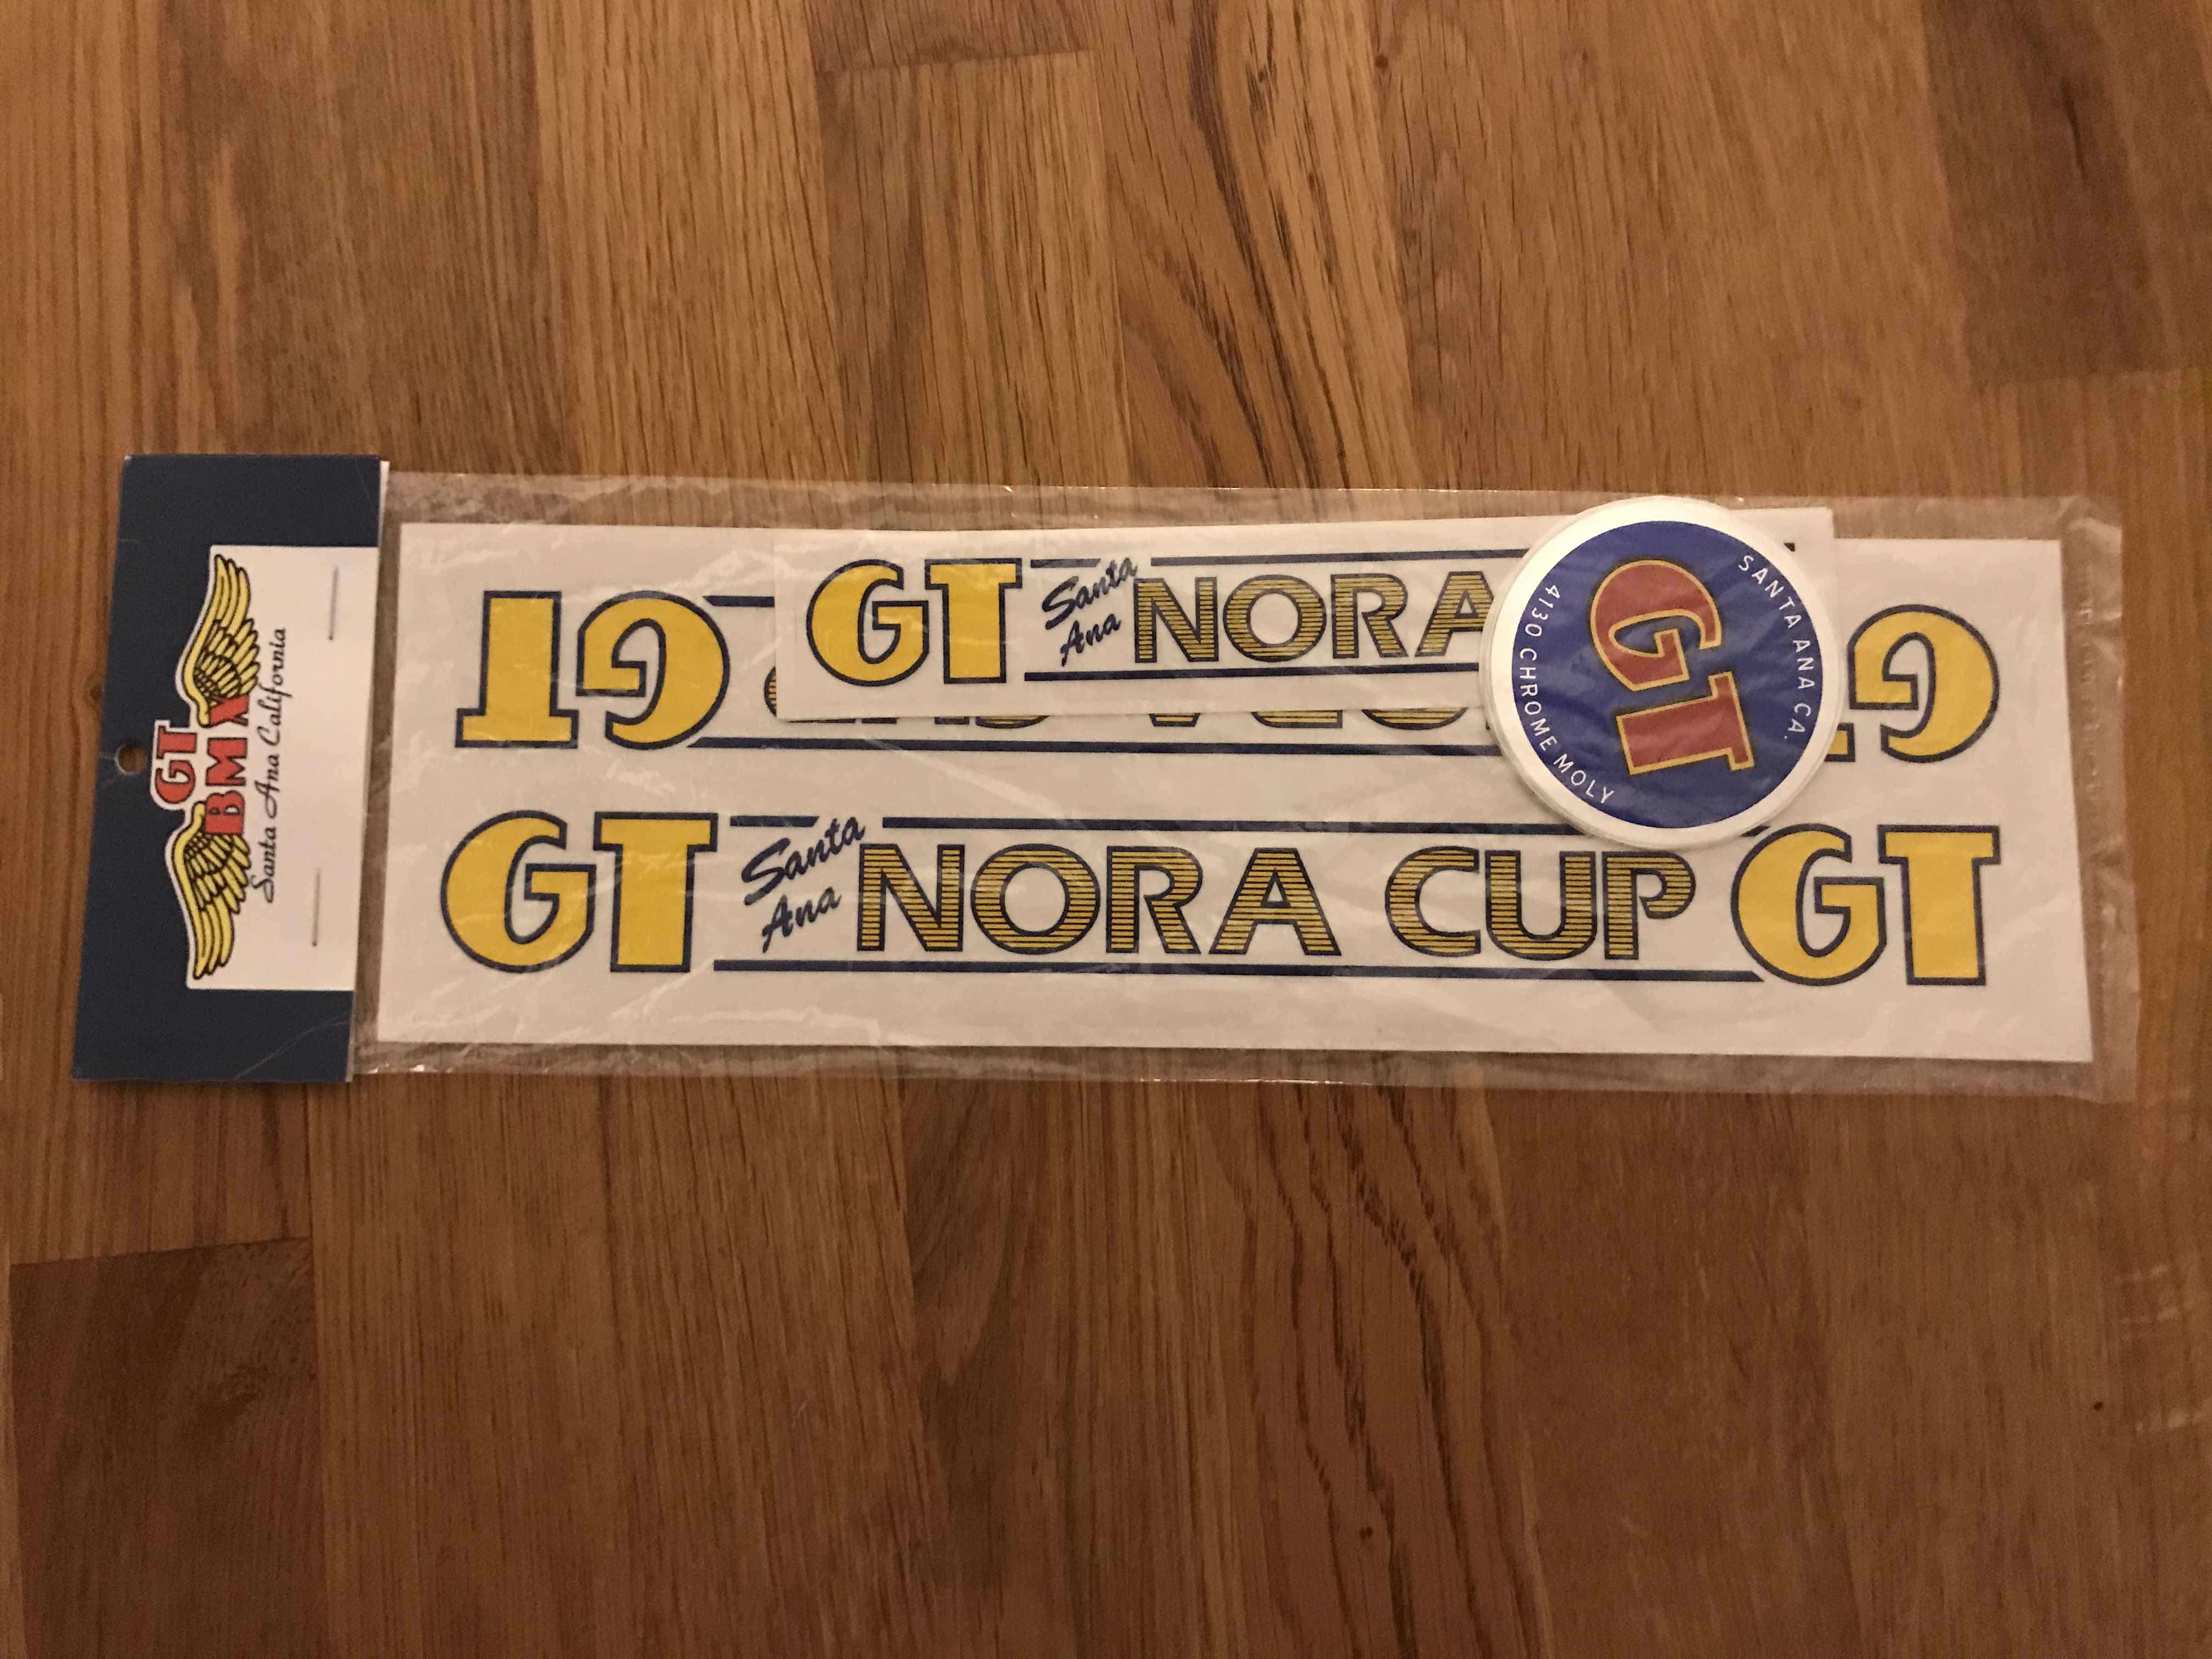 GT
BMX
Santa Ana California
GT Santa Ana NORA
SANTA ANA CA.
GT
4130 CHROME MOLY
GT
GT Santa Ana NORA CUP GT